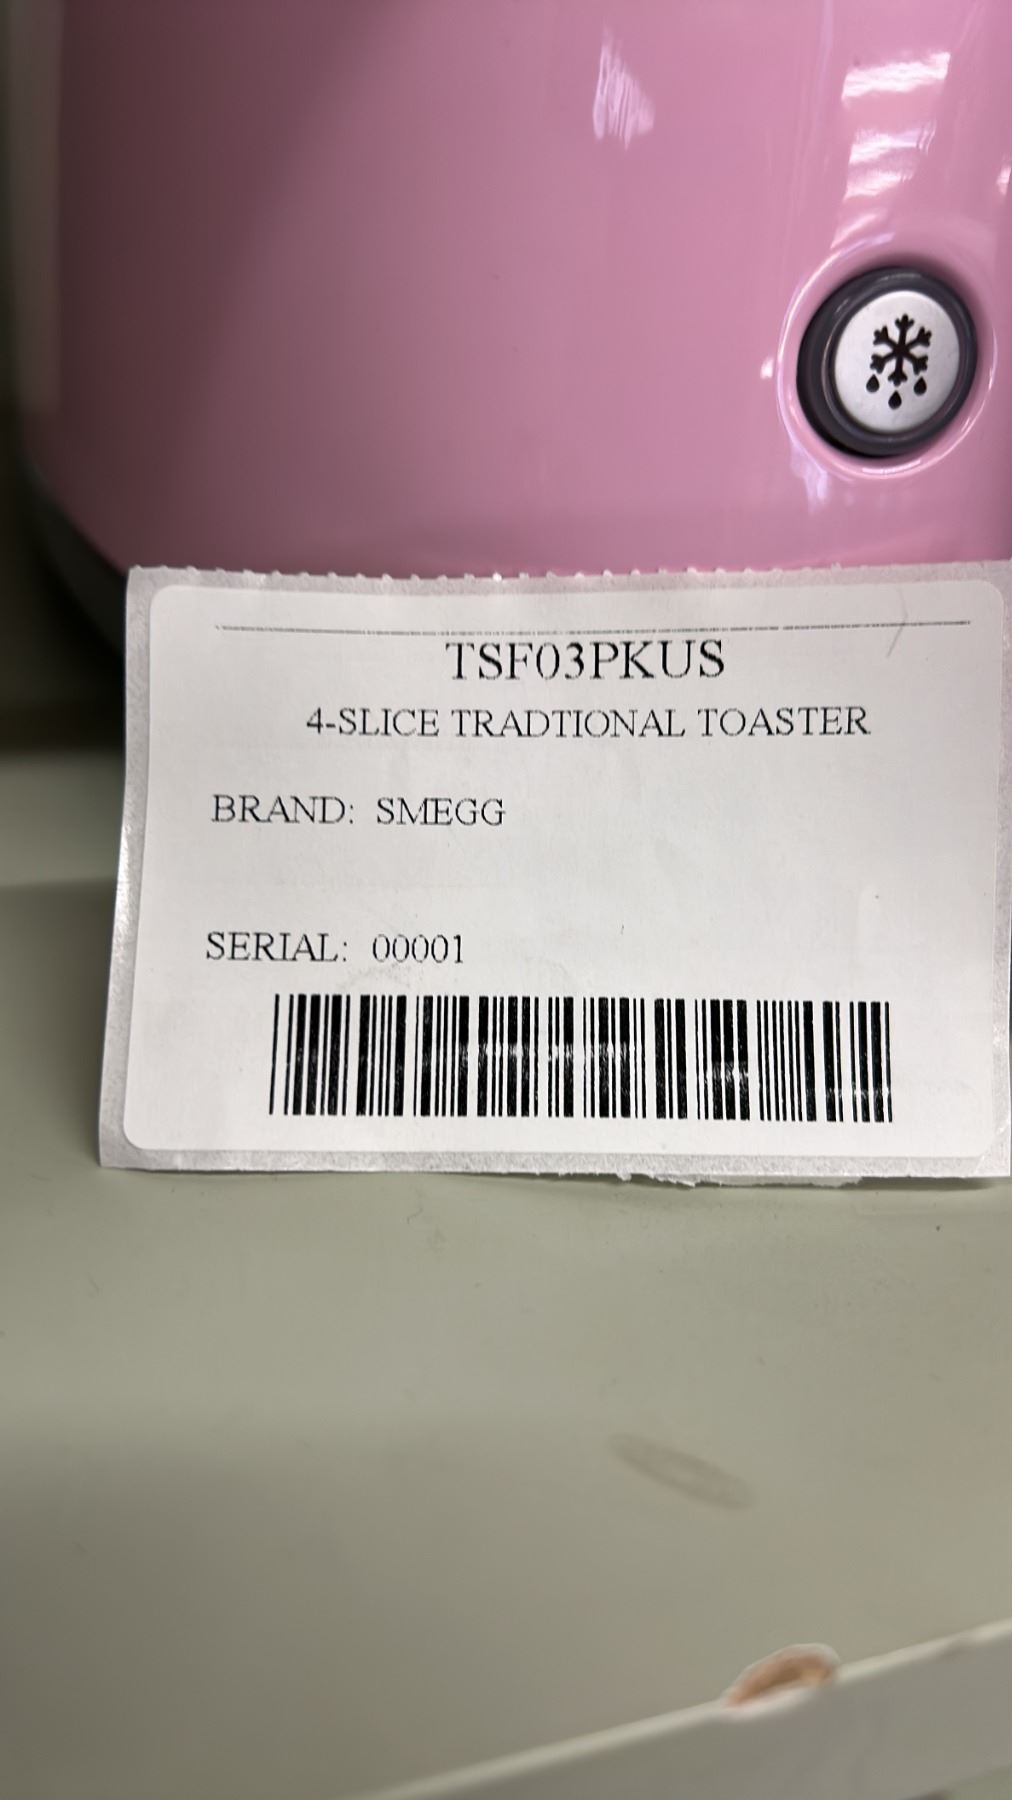 TSF03PKUS
4-SLICE TRADTIONAL TOASTER
BRAND: SMEGG
SERIAL: 00001